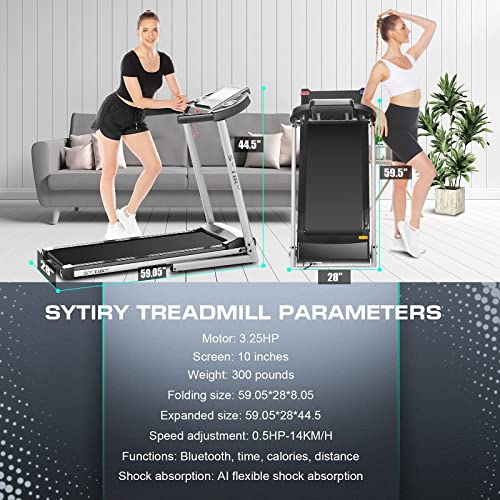 44.5"
59.5"
SYTIRY
28"
59.05"
28"
SYTIRY TREADMILL PARAMETERS
Motor: 3.25HP
Screen: 10 inches
Weight: 300 pounds
Folding size: 59.05*28*8.05
Expanded size: 59.05*28*44.5
Speed adjustment: 0.5HP-14KM/H
Functions: Bluetooth, time, calories, distance
Shock absorption: AI flexible shock absorption